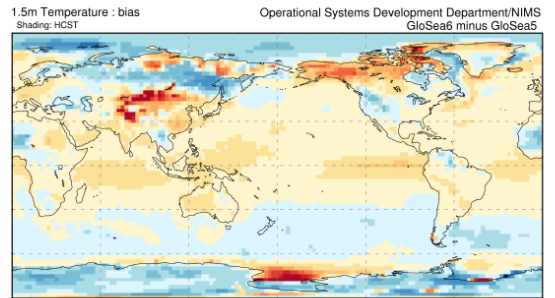 1.5m Temperature : bias
Operational Systems Development Department/NIMS
Shading: HCST
GloSea6 minus GloSea5